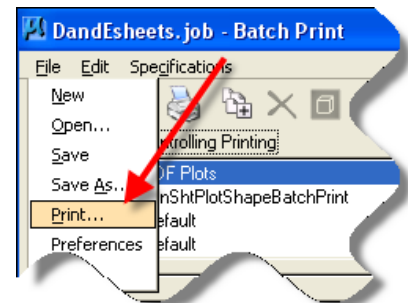 DandEsheets.job - Batch Print
File Edit Specifications
New
Open...
ntrolling Printing)
Save
DF Plots
Save As...
nShtPlotShapeBatchPrint
Print...
efault
Preferences
efault